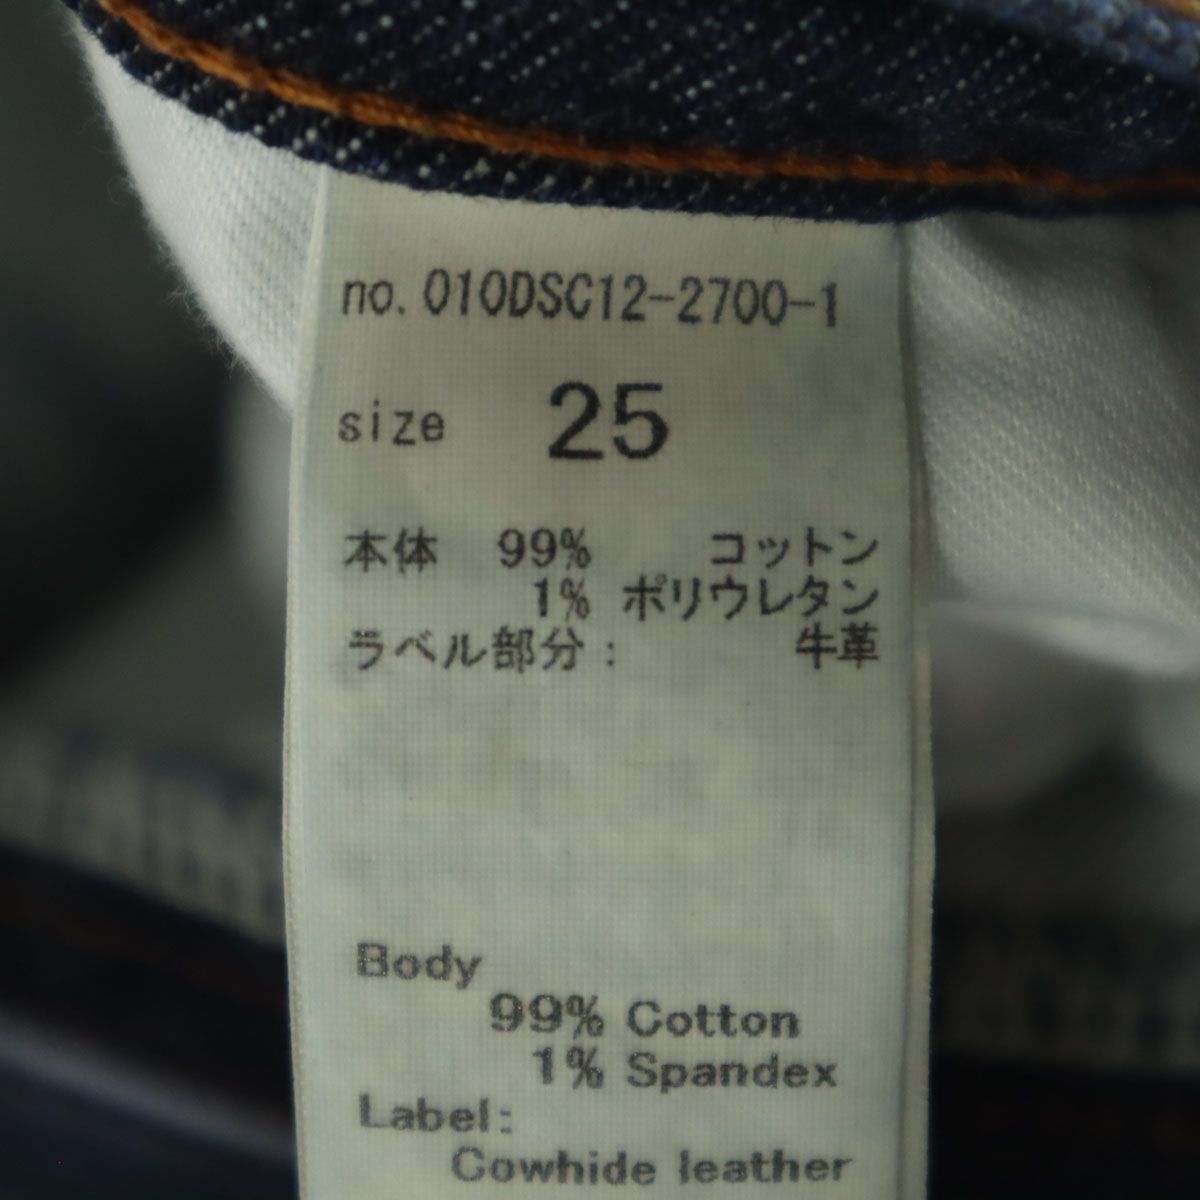 no. 010DSC12-2700-1
size 25
本体 99% コットン
1% ポリウレタン
ラベル部分： 牛革
Body
99% Cotton
1% Spandex
Label:
Cowhide leather